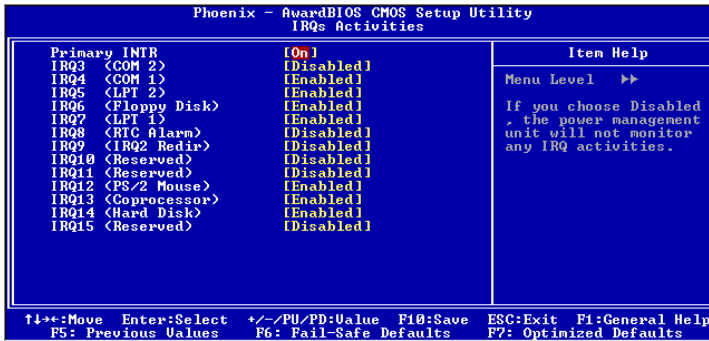 Phoenix - AwardBIOS CMOS Setup Utility
IRQs Activities
Primary INTR [On]
IRQ3 (COM 2) [Disabled]
IRQ4 (COM 1) [Enabled]
IRQ5 (LPT 2) [Enabled]
IRQ6 (Floppy Disk) [Enabled]
IRQ7 (LPT 1) [Enabled]
IRQ8 (RTC Alarm) [Disabled]
IRQ9 (IRQ2 Redir) [Disabled]
IRQ10 (Reserved) [Disabled]
IRQ11 (Reserved) [Disabled]
IRQ12 (PS/2 Mouse) [Enabled]
IRQ13 (Coprocessor) [Enabled]
IRQ14 (Hard Disk) [Enabled]
IRQ15 (Reserved) [Disabled]
Item Help
Menu Level ►►
If you choose Disabled
, the power management
unit will not monitor
any IRQ activities.
↑↓→←:Move Enter:Select +/-/PU/PD:Value F10:Save ESC:Exit F1:General Help
F5: Previous Values F6: Fail-Safe Defaults F7: Optimized Defaults